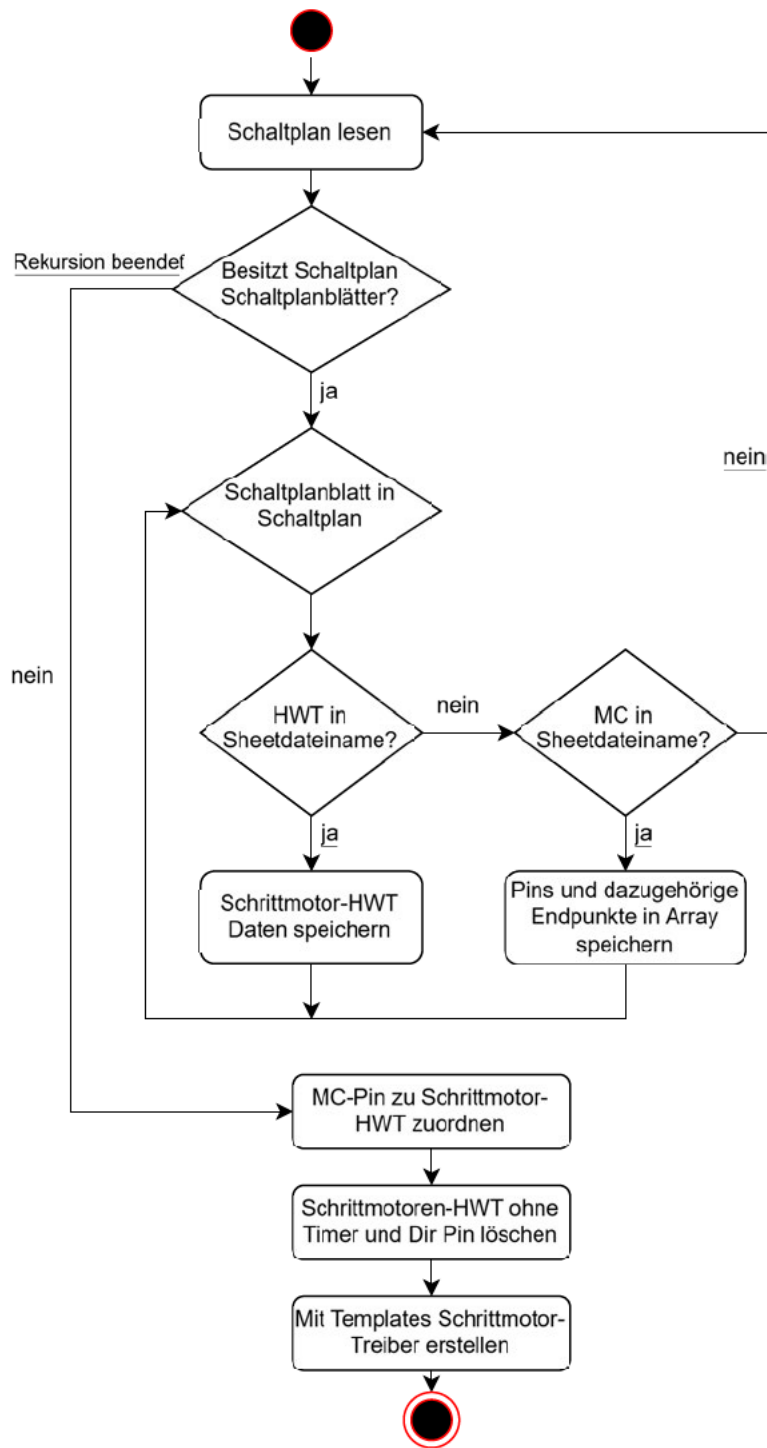 Schaltplan lesen
Rekursion beendet
Besitzt Schaltplan
Schaltplanblätter?
ja
Schaltplanblatt in
Schaltplan
nein
nein
HWT in
Sheetdateiname?
nein
MC in
Sheetdateiname?
ja
ja
Schrittmotor-HWT
Daten speichern
Pins und dazugehörige
Endpunkte in Array
speichern
MC-Pin zu Schrittmotor-
HWT zuordnen
Schrittmotoren-HWT ohne
Timer und Dir Pin löschen
Mit Templates Schrittmotor-
Treiber erstellen